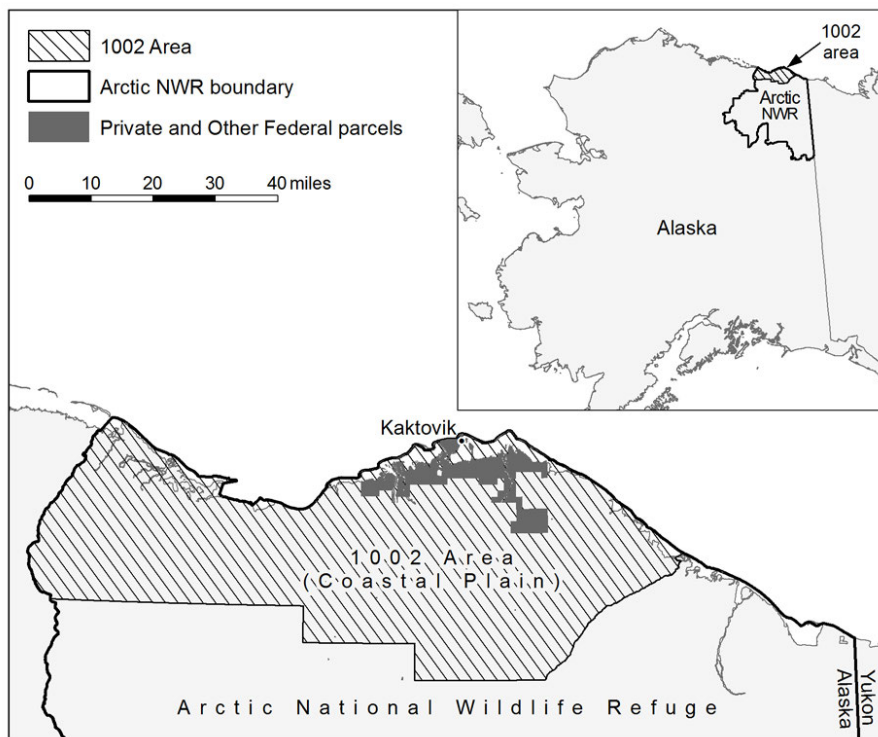 1002 Area
Arctic NWR boundary
Private and Other Federal parcels
0 10 20 30 40 miles
1002
area
Arctic
NWR
Alaska
Kaktovik
1002 Area
(Coastal Plain)
Arctic National Wildlife Refuge
Alaska
Yukon